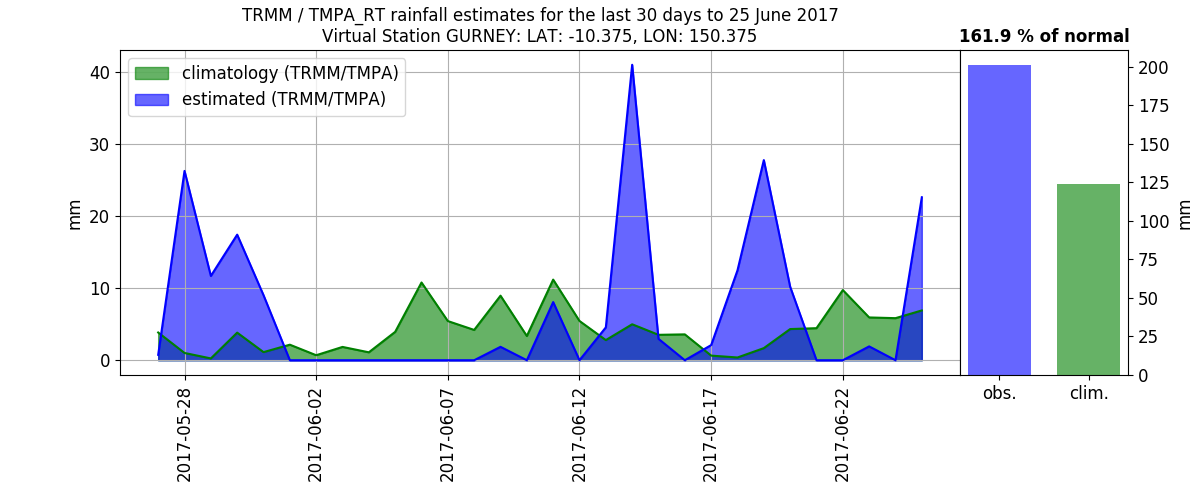 TRMM / TMPA_RT rainfall estimates for the last 30 days to 25 June 2017
Virtual Station GURNEY: LAT: -10.375, LON: 150.375
161.9 % of normal
climatology (TRMM/TMPA)
estimated (TRMM/TMPA)
mm
40
30
20
10
0
2017-05-28
2017-06-02
2017-06-07
2017-06-12
2017-06-17
2017-06-22
200
175
150
125
100
75
50
25
0
mm
obs.
clim.